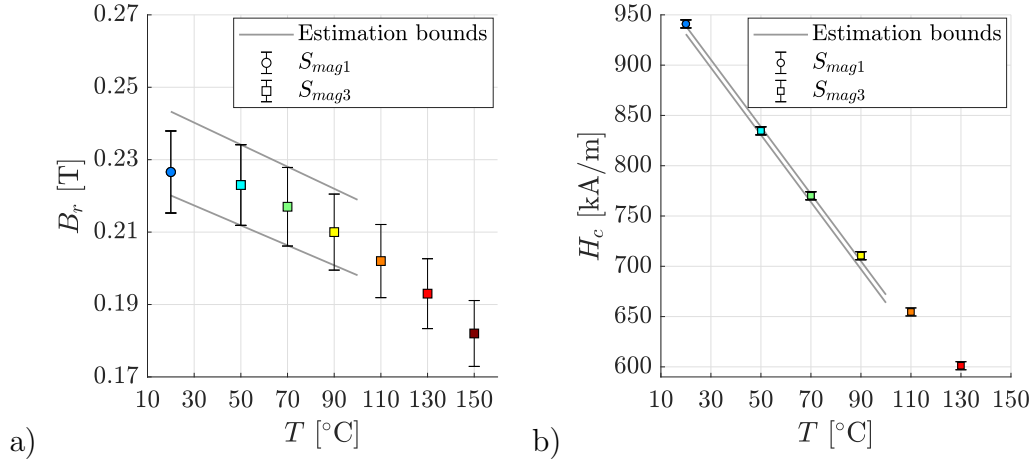 Estimation bounds
S_mag1
S_mag3
0.27
0.25
0.23
0.21
0.19
0.17
B_r [T]
10 30 50 70 90 110 130 150
T [°C]
a)
Estimation bounds
S_mag1
S_mag3
950
900
850
800
750
700
650
600
H_c [kA/m]
10 30 50 70 90 110 130 150
T [°C]
b)